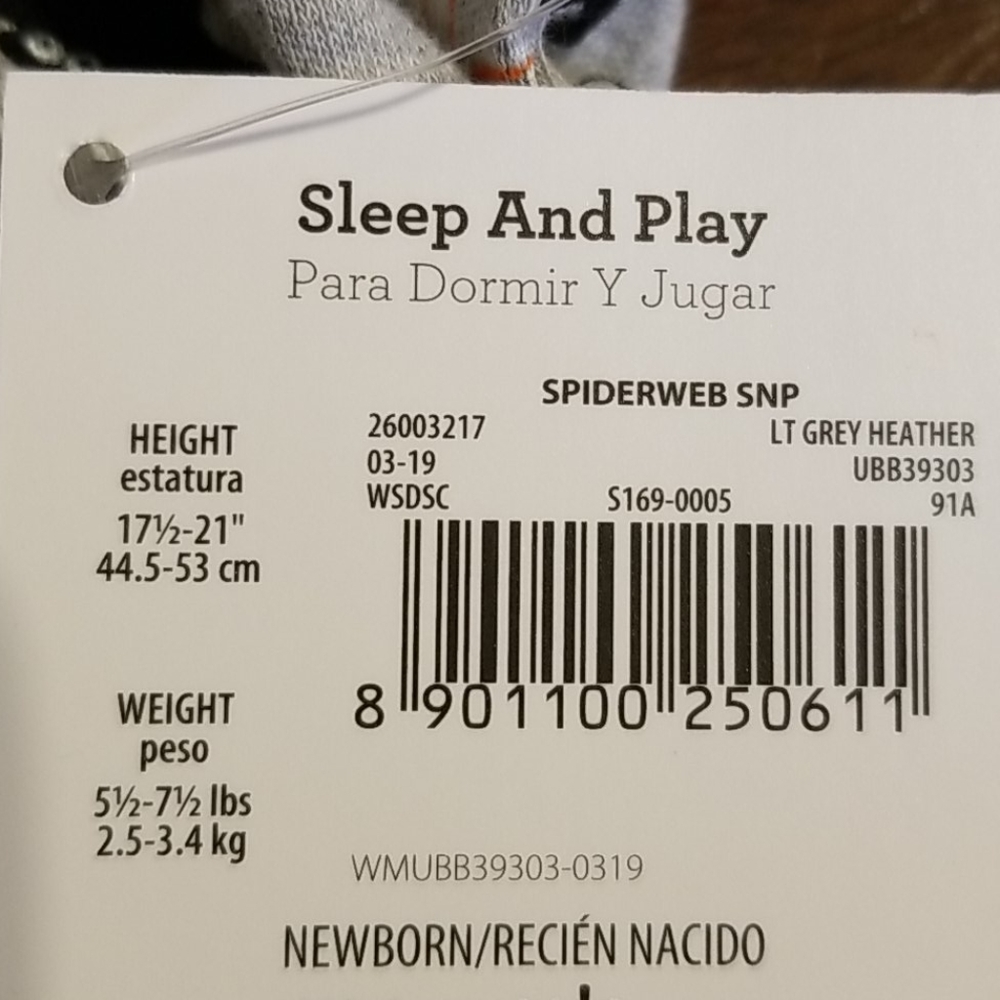 Sleep And Play
Para Dormir Y Jugar
SPIDERWEB SNP
26003217 LT GREY HEATHER
03-19 UBB39303
WSDSC S169-0005 91A
HEIGHT
estatura
17½-21"
44.5-53 cm
8 901100 250611
WEIGHT
peso
5½-7½ lbs
2.5-3.4 kg
WMUBB39303-0319
NEWBORN/RECIÉN NACIDO